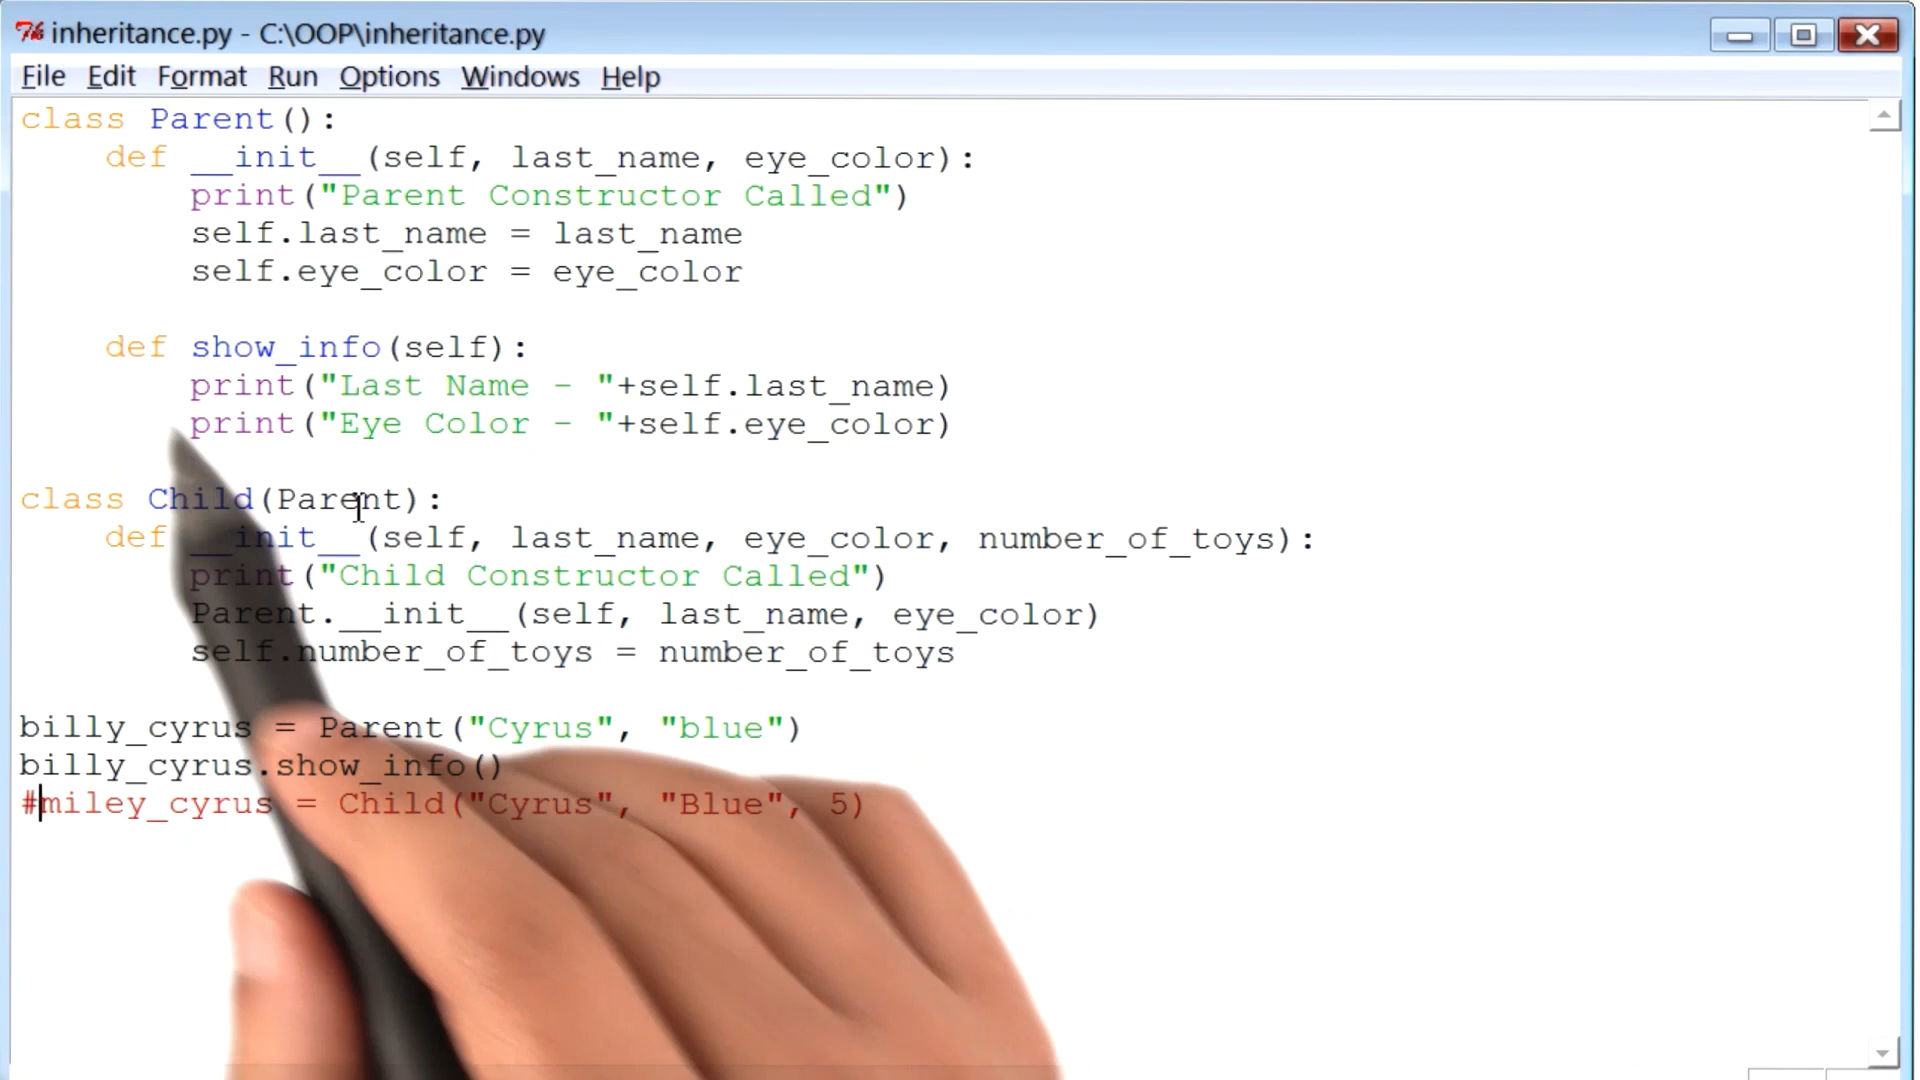 inheritance.py - C:\OOP\inheritance.py
File Edit Format Run Options Windows Help
class Parent():
    def __init__(self, last_name, eye_color):
        print("Parent Constructor Called")
        self.last_name = last_name
        self.eye_color = eye_color
    def show_info(self):
        print("Last Name - "+self.last_name)
        print("Eye Color - "+self.eye_color)
class Child(Parent):
    def __init__(self, last_name, eye_color, number_of_toys):
        print("Child Constructor Called")
        Parent.__init__(self, last_name, eye_color)
        self.number_of_toys = number_of_toys
billy_cyrus = Parent("Cyrus", "blue")
billy_cyrus.show_info()
#miley_cyrus = Child("Cyrus", "Blue", 5)